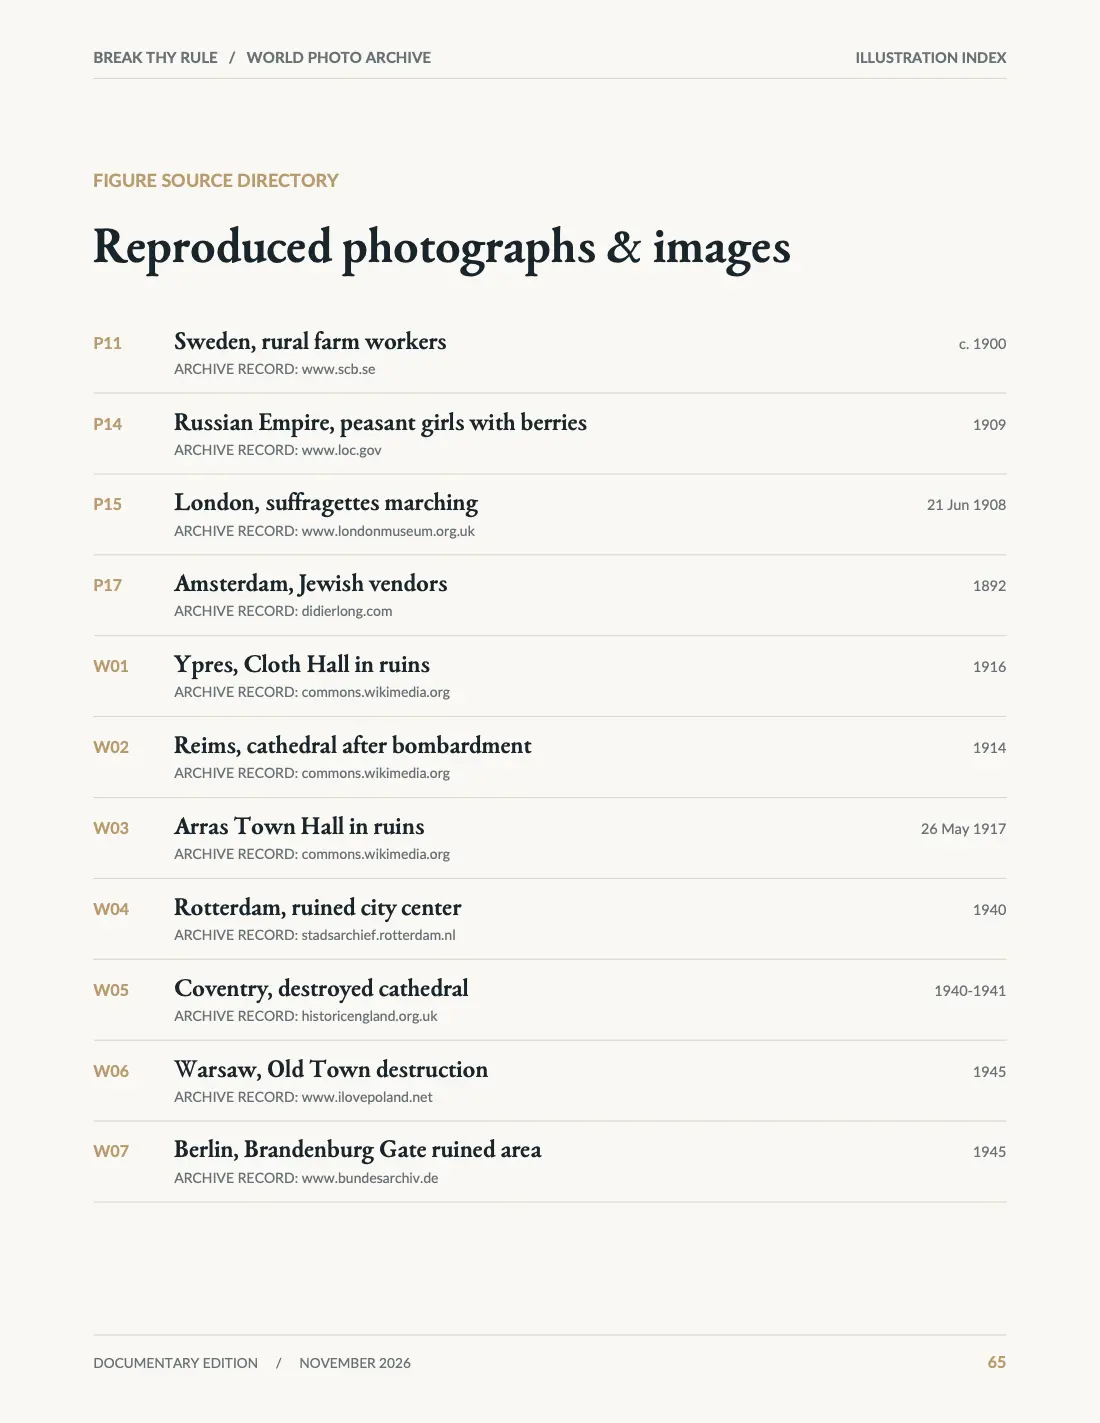 BREAK THY RULE / WORLD PHOTO ARCHIVE
ILLUSTRATION INDEX
FIGURE SOURCE DIRECTORY
Reproduced photographs & images
P11 Sweden, rural farm workers c. 1900
ARCHIVE RECORD: www.scb.se
P14 Russian Empire, peasant girls with berries 1909
ARCHIVE RECORD: www.loc.gov
P15 London, suffragettes marching 21 Jun 1908
ARCHIVE RECORD: www.londonmuseum.org.uk
P17 Amsterdam, Jewish vendors 1892
ARCHIVE RECORD: didierlong.com
W01 Ypres, Cloth Hall in ruins 1916
ARCHIVE RECORD: commons.wikimedia.org
W02 Reims, cathedral after bombardment 1914
ARCHIVE RECORD: commons.wikimedia.org
W03 Arras Town Hall in ruins 26 May 1917
ARCHIVE RECORD: commons.wikimedia.org
W04 Rotterdam, ruined city center 1940
ARCHIVE RECORD: stadsarchief.rotterdam.nl
W05 Coventry, destroyed cathedral 1940-1941
ARCHIVE RECORD: historicengland.org.uk
W06 Warsaw, Old Town destruction 1945
ARCHIVE RECORD: www.ilovepoland.net
W07 Berlin, Brandenburg Gate ruined area 1945
ARCHIVE RECORD: www.bundesarchiv.de
DOCUMENTARY EDITION / NOVEMBER 2026
65